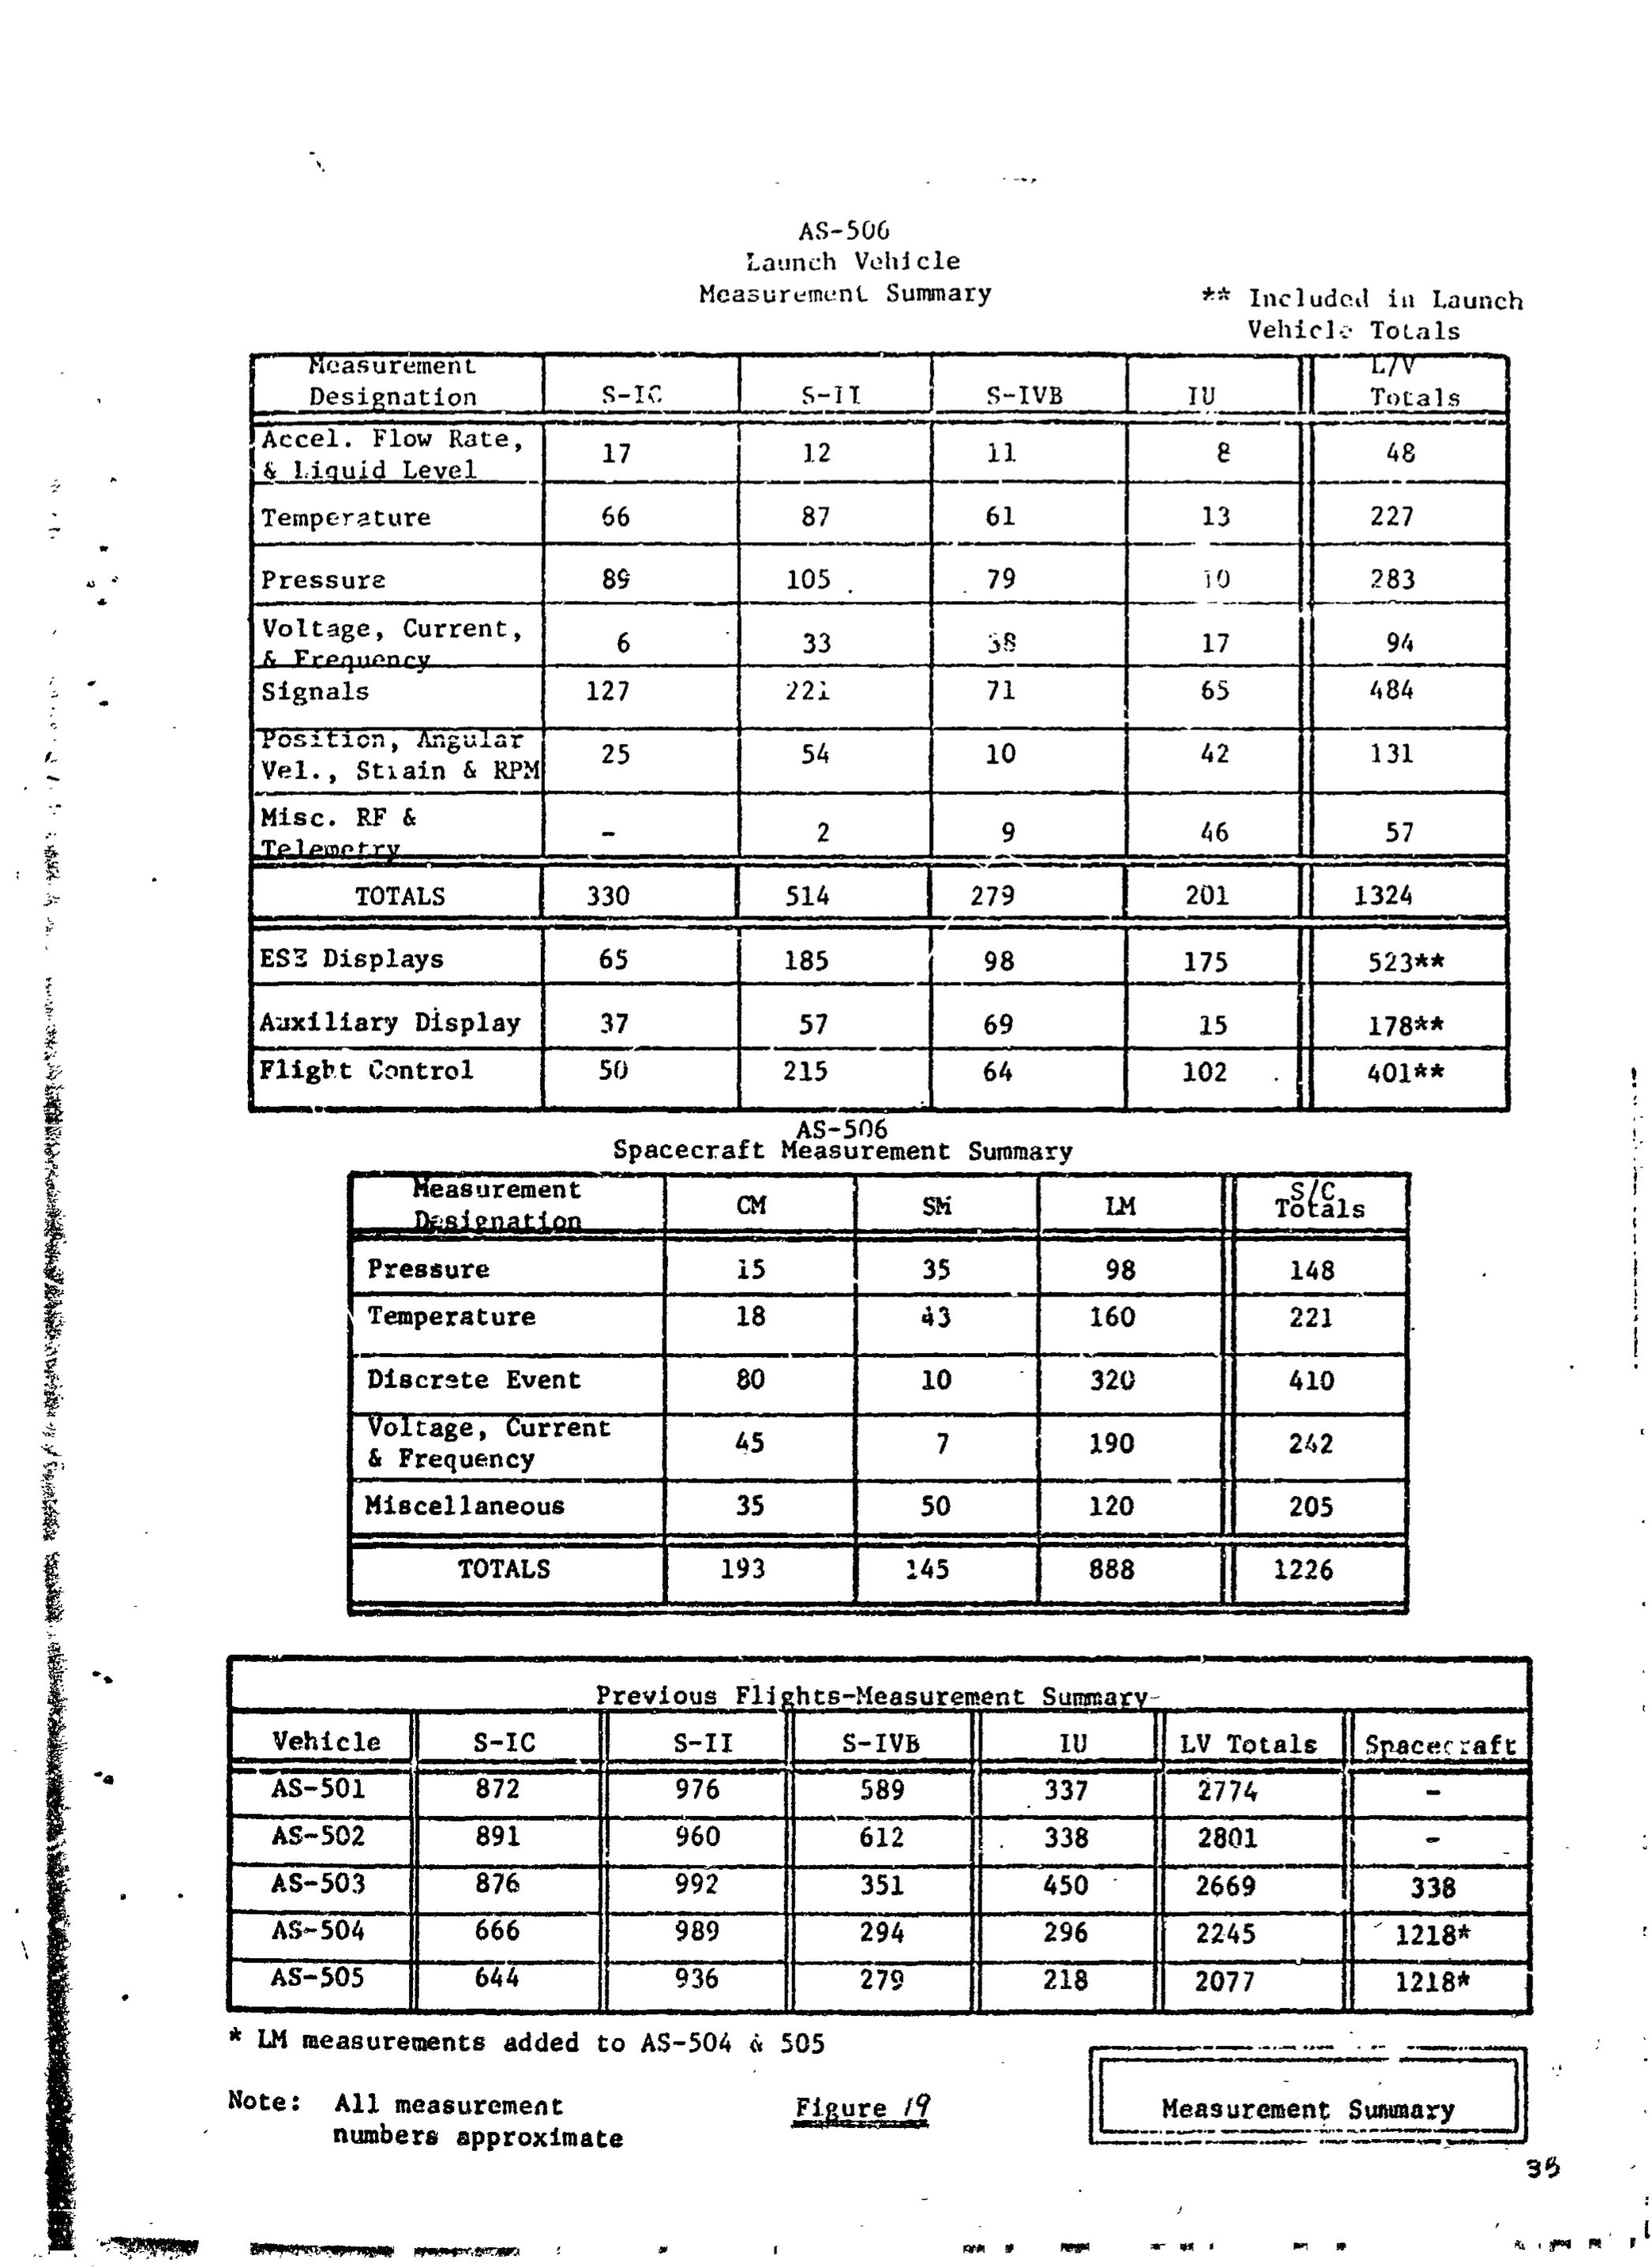 AS-506
Launch Vehicle
Measurement Summary
** Included in Launch
Vehicle Totals
Measurement Designation | S-IC | S-II | S-IVB | IU | L/V Totals
Accel. Flow Rate, & Liquid Level | 17 | 12 | 11 | 8 | 48
Temperature | 66 | 87 | 61 | 13 | 227
Pressure | 89 | 105 | 79 | 10 | 283
Voltage, Current, & Frequency | 6 | 33 | 38 | 17 | 94
Signals | 127 | 221 | 71 | 65 | 484
Position, Angular Vel., Strain & RPM | 25 | 54 | 10 | 42 | 131
Misc. RF & Telemetry | - | 2 | 9 | 46 | 57
TOTALS | 330 | 514 | 279 | 201 | 1324
ESE Displays | 65 | 185 | 98 | 175 | 523**
Auxiliary Display | 37 | 57 | 69 | 15 | 178**
Flight Control | 50 | 215 | 64 | 102 | 401**
AS-506
Spacecraft Measurement Summary
Measurement Designation | CM | SM | LM | S/C Totals
Pressure | 15 | 35 | 98 | 148
Temperature | 18 | 43 | 160 | 221
Discrete Event | 80 | 10 | 320 | 410
Voltage, Current & Frequency | 45 | 7 | 190 | 242
Miscellaneous | 35 | 50 | 120 | 205
TOTALS | 193 | 145 | 888 | 1226
Previous Flights-Measurement Summary
Vehicle | S-IC | S-II | S-IVB | IU | LV Totals | Spacecraft
AS-501 | 872 | 976 | 589 | 337 | 2774 | -
AS-502 | 891 | 960 | 612 | 338 | 2801 | -
AS-503 | 876 | 992 | 351 | 450 | 2669 | 338
AS-504 | 666 | 989 | 294 | 296 | 2245 | 1218*
AS-505 | 644 | 936 | 279 | 218 | 2077 | 1218*
* LM measurements added to AS-504 & 505
Note: All measurement
numbers approximate
Figure 19
Measurement Summary
35